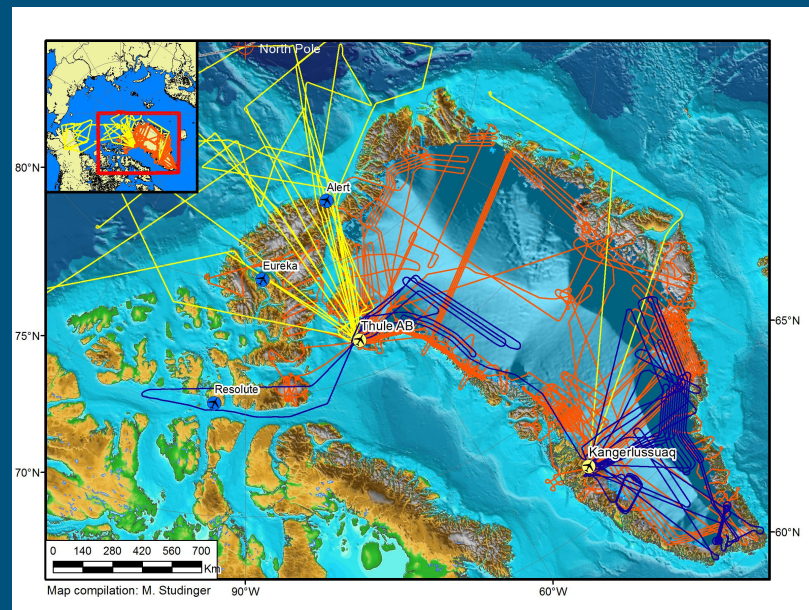 North Pole
80°N
Alert
Eureka
Thule AB
75°N
65°N
Resolute
Kangerlussuaq
70°N
60°N
0 140 280 420 560 700
Km
Map compilation: M. Studinger
90°W
60°W